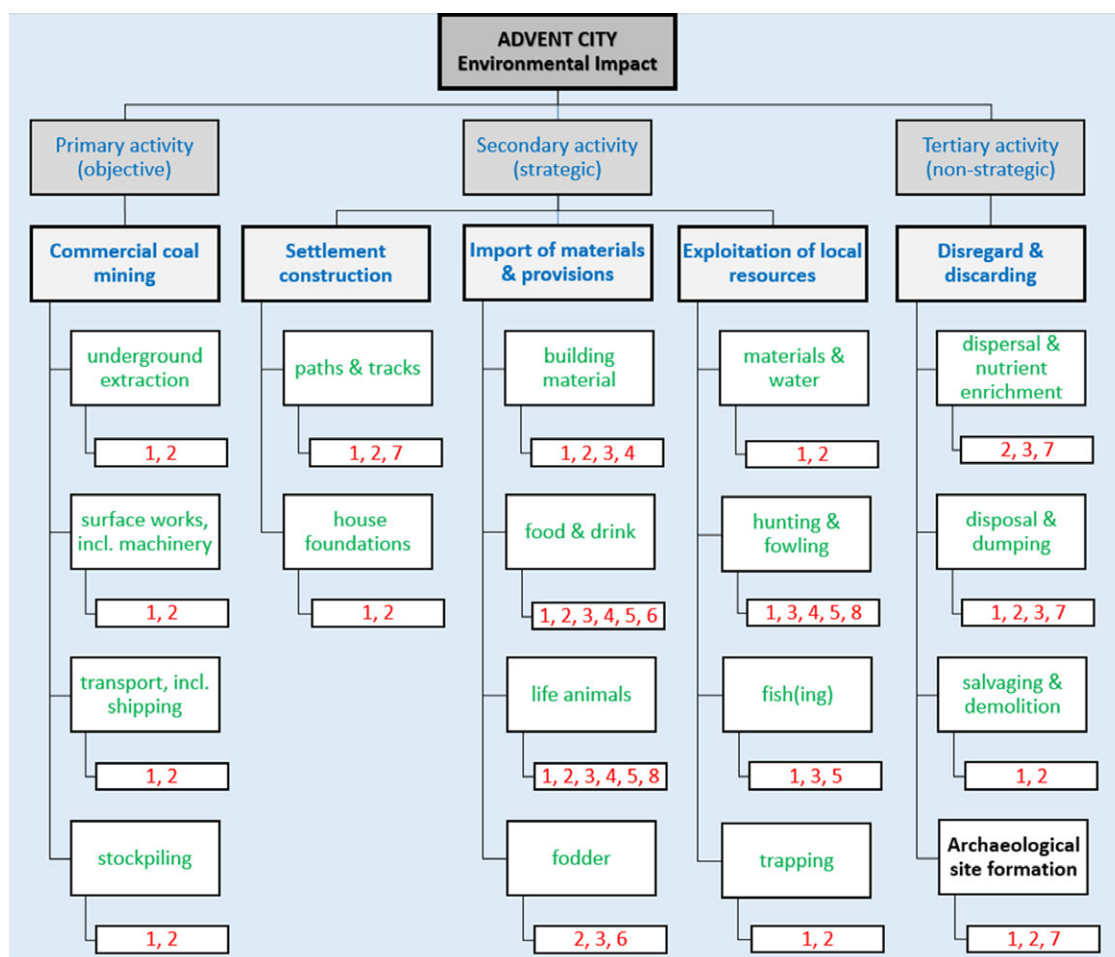 ADVENT CITY
Environmental Impact
Primary activity
(objective)
Secondary activity
(strategic)
Tertiary activity
(non-strategic)
Commercial coal
mining
underground
extraction
1, 2
surface works,
incl. machinery
1, 2
transport, incl.
shipping
1, 2
stockpiling
1, 2
Settlement
construction
paths & tracks
1, 2, 7
house
foundations
1, 2
Import of materials
& provisions
building
material
1, 2, 3, 4
food & drink
1, 2, 3, 4, 5, 6
life animals
1, 2, 3, 4, 5, 8
fodder
2, 3, 6
Exploitation of local
resources
materials &
water
1, 2
hunting &
fowling
1, 3, 4, 5, 8
fish(ing)
1, 3, 5
trapping
1, 2
Disregard &
discarding
dispersal &
nutrient
enrichment
2, 3, 7
disposal &
dumping
1, 2, 3, 7
salvaging &
demolition
1, 2
Archaeological
site formation
1, 2, 7